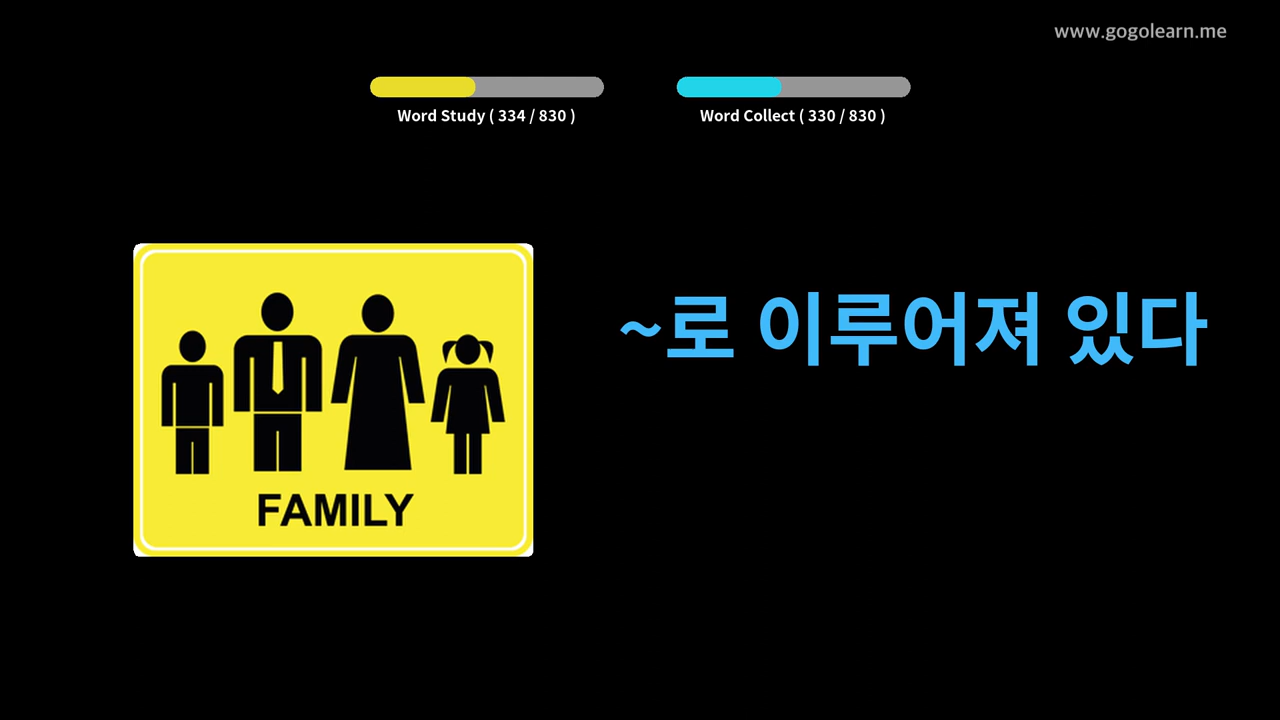 www.gogolearn.me
Word Study ( 334 / 830 )
Word Collect ( 330 / 830 )
~로 이루어져 있다
FAMILY